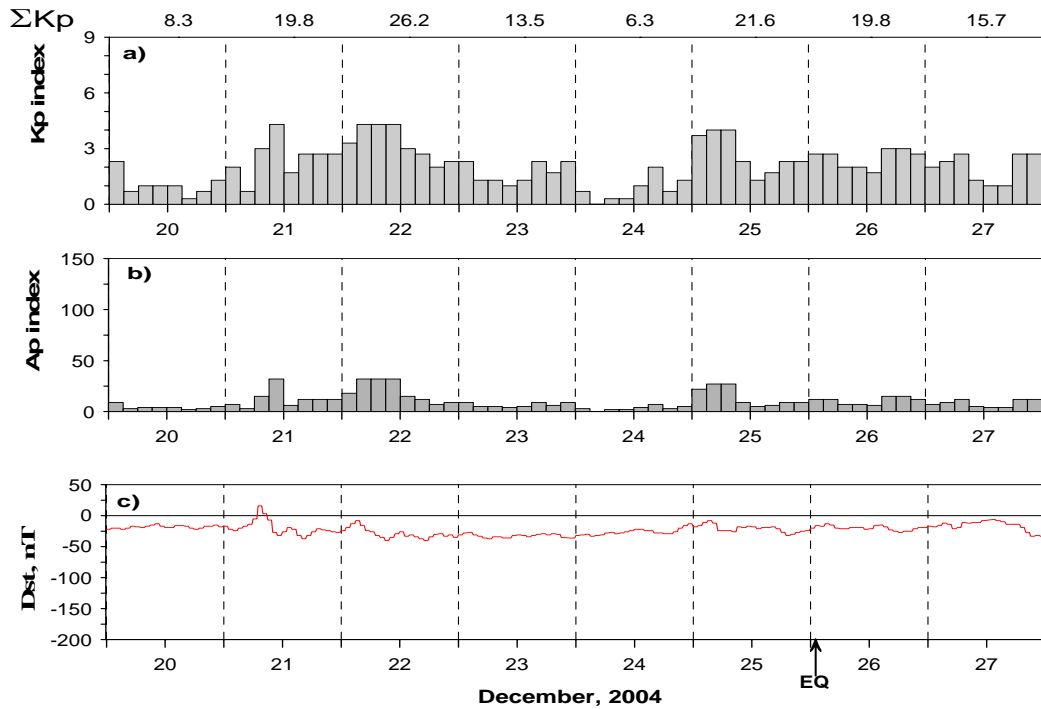 ΣKp 8.3 19.8 26.2 13.5 6.3 21.6 19.8 15.7
a)
Kp index
9
6
3
0
20 21 22 23 24 25 26 27
b)
Ap index
150
100
50
0
20 21 22 23 24 25 26 27
c)
Dst, nT
50
0
-50
-100
-150
-200
20 21 22 23 24 25 26 27
EQ
December, 2004